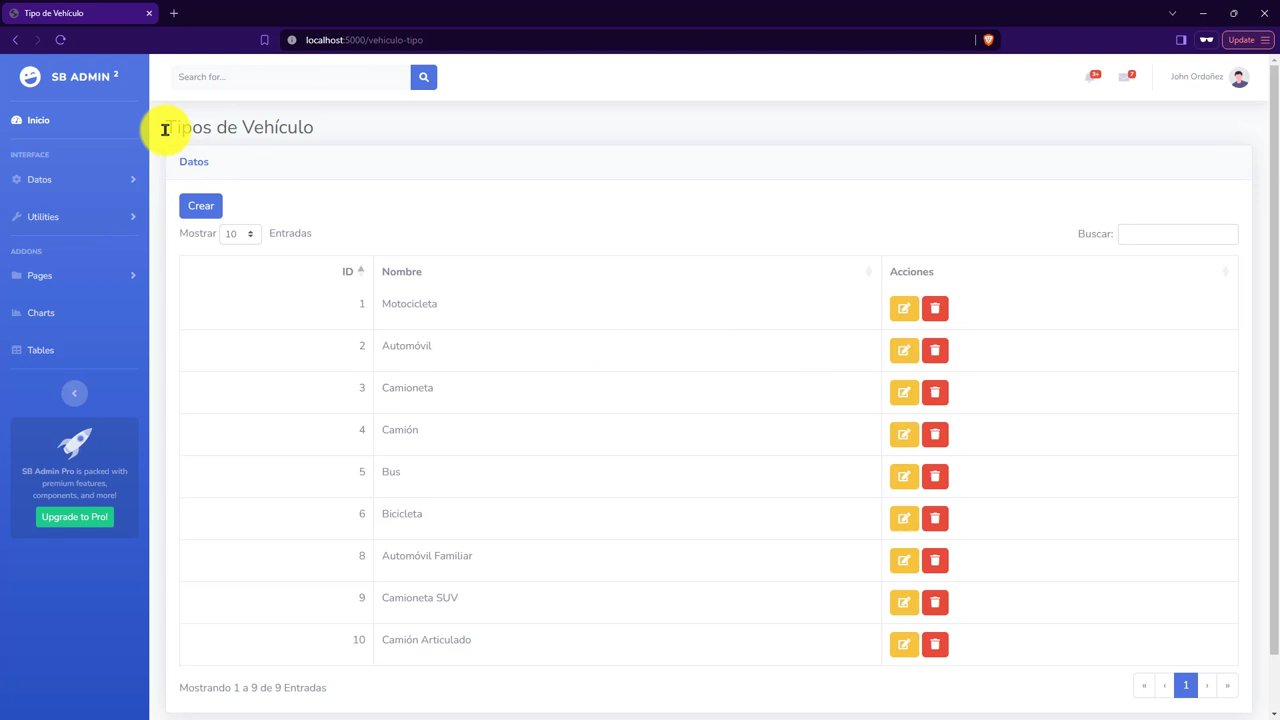 Tipo de Vehículo
localhost:5000/vehiculo-tipo
Update
SB ADMIN 2
Search for...
3+
7
John Ordoñez
Inicio
INTERFACE
Datos
Utilities
ADDONS
Pages
Charts
Tables
SB Admin Pro is packed with
premium features,
components, and more!
Upgrade to Pro!
Tipos de Vehículo
Datos
Crear
Mostrar 10 Entradas
Buscar:
ID Nombre Acciones
1 Motocicleta
2 Automóvil
3 Camioneta
4 Camión
5 Bus
6 Bicicleta
8 Automóvil Familiar
9 Camioneta SUV
10 Camión Articulado
Mostrando 1 a 9 de 9 Entradas
« ‹ 1 › »